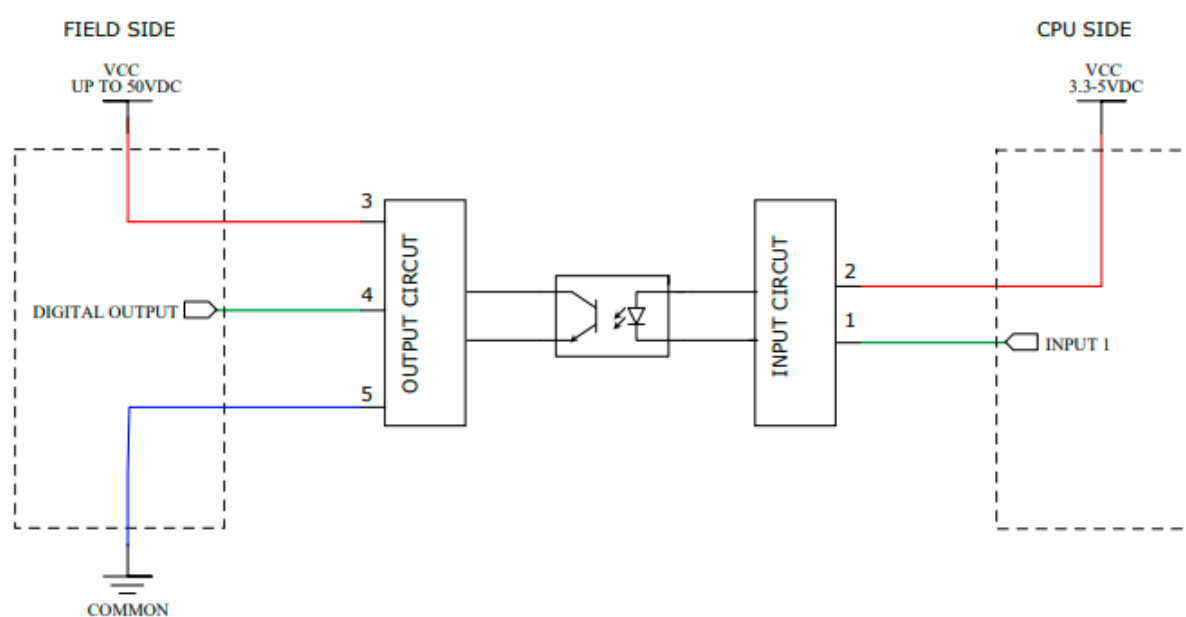 FIELD SIDE
CPU SIDE
VCC
UP TO 50VDC
VCC
3.3-5VDC
3
4
5
DIGITAL OUTPUT
OUTPUT CIRCUT
INPUT CIRCUT
2
1
INPUT 1
COMMON